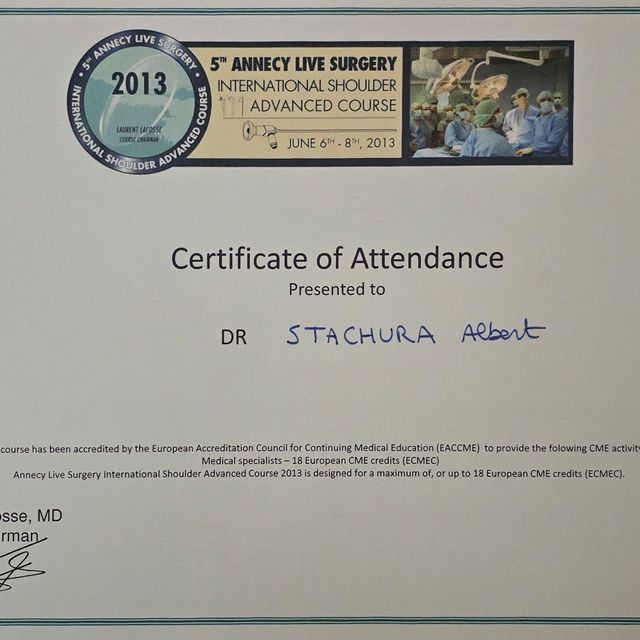 5TH ANNECY LIVE SURGERY
2013
LAURENT LAFOSSE
COURSE CHAIRMAN
INTERNATIONAL SHOULDER ADVANCED COURSE
5TH ANNECY LIVE SURGERY
INTERNATIONAL SHOULDER
ADVANCED COURSE
JUNE 6TH - 8TH, 2013
Certificate of Attendance
Presented to
DR STACHURA Albert
course has been accredited by the European Accreditation Council for Continuing Medical Education (EACCME) to provide the folowing CME activity
Medical specialists – 18 European CME credits (ECMEC)
Annecy Live Surgery International Shoulder Advanced Course 2013 is designed for a maximum of, or up to 18 European CME credits (ECMEC).
osse, MD
rman